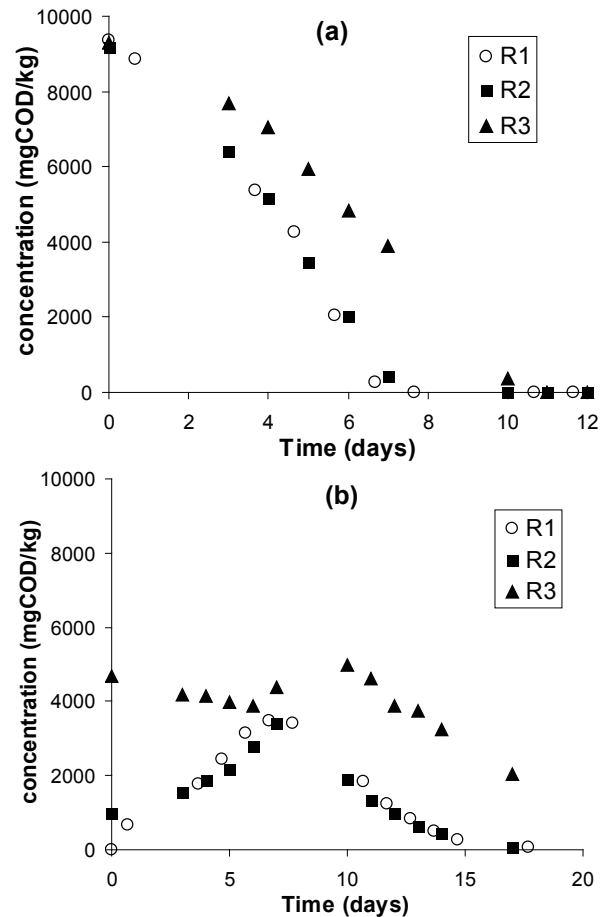 (a)
R1
R2
R3
concentration (mgCOD/kg)
10000
8000
6000
4000
2000
0
0 2 4 6 8 10 12
Time (days)
(b)
R1
R2
R3
concentration (mgCOD/kg)
10000
8000
6000
4000
2000
0
0 5 10 15 20
Time (days)